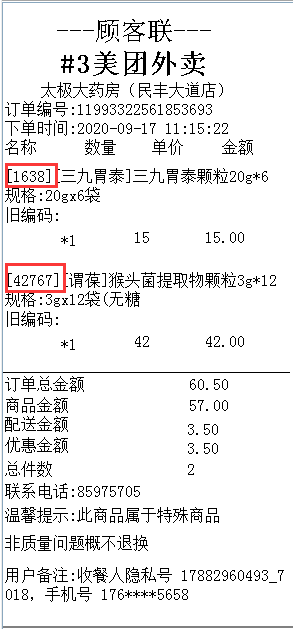 ---顾客联---
#3美团外卖
太极大药房（民丰大道店）
订单编号:11993322561853693
下单时间:2020-09-17 11:15:22
名称 数量 单价 金额
[1638][三九胃泰]三九胃泰颗粒20g*6
规格:20gx6袋
旧编码:
*1 15 15.00
[42767][谓葆]猴头菌提取物颗粒3g*12
规格:3gx12袋(无糖
旧编码:
*1 42 42.00
订单总金额 60.50
商品金额 57.00
配送金额 3.50
优惠金额 3.50
总件数 2
联系电话:85975705
温馨提示:此商品属于特殊商品
非质量问题概不退换
用户备注:收餐人隐私号 17882960493_7
018，手机号 176****5658